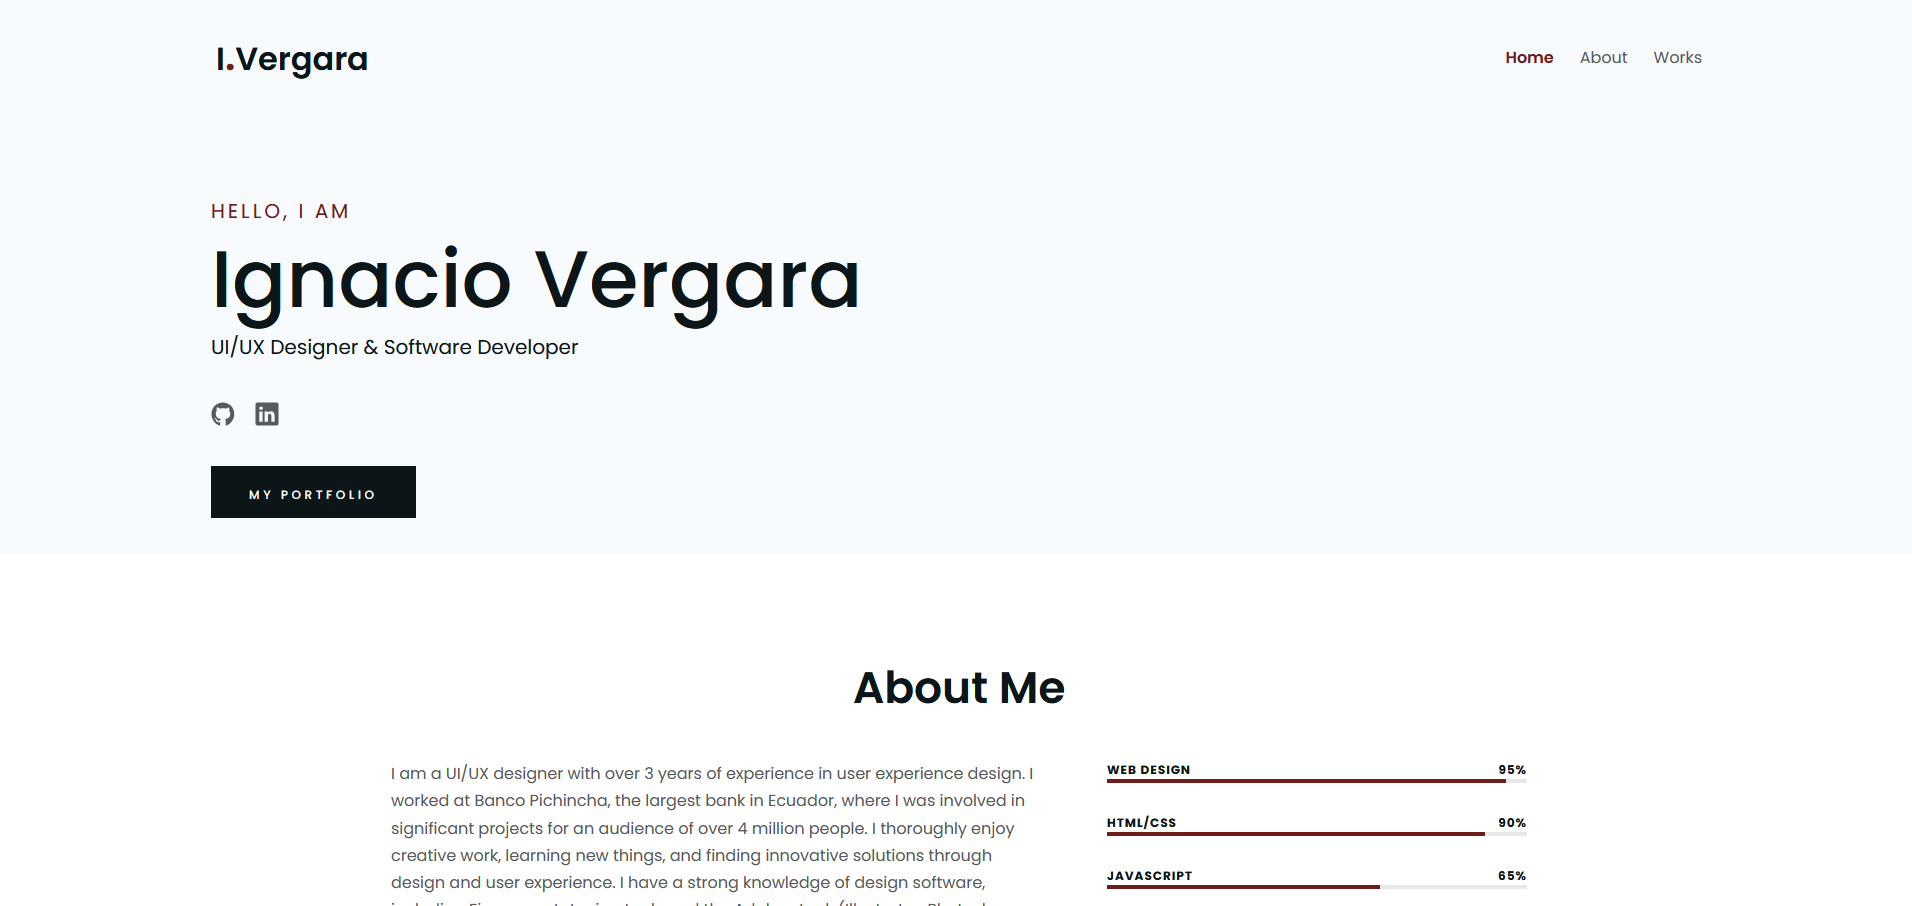 I.Vergara
Home About Works
HELLO, I AM
Ignacio Vergara
UI/UX Designer & Software Developer
MY PORTFOLIO
About Me
I am a UI/UX designer with over 3 years of experience in user experience design. I
worked at Banco Pichincha, the largest bank in Ecuador, where I was involved in
significant projects for an audience of over 4 million people. I thoroughly enjoy
creative work, learning new things, and finding innovative solutions through
design and user experience. I have a strong knowledge of design software,
WEB DESIGN 95%
HTML/CSS 90%
JAVASCRIPT 65%